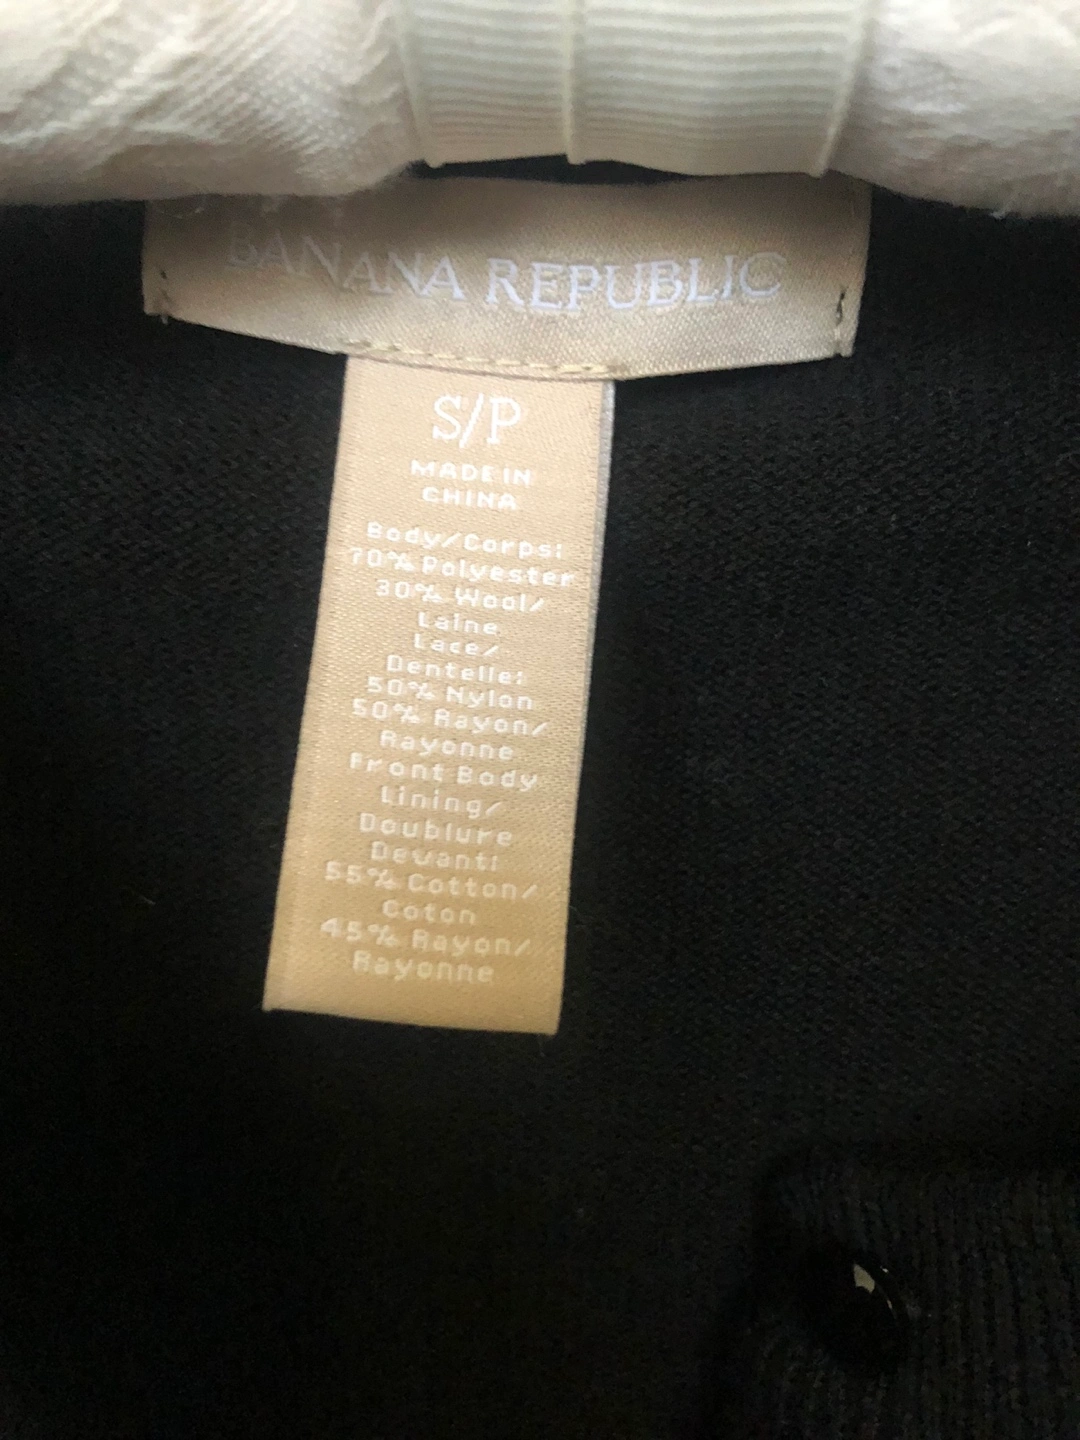 BANANA REPUBLIC
S/P
MADE IN
CHINA
Body/Corps:
70% Polyester
30% Wool/
Laine
Lace/
Dentelle:
50% Nylon
50% Rayon/
Rayonne
Front Body
Lining/
Doublure
Devant:
55% Cotton/
Coton
45% Rayon/
Rayonne